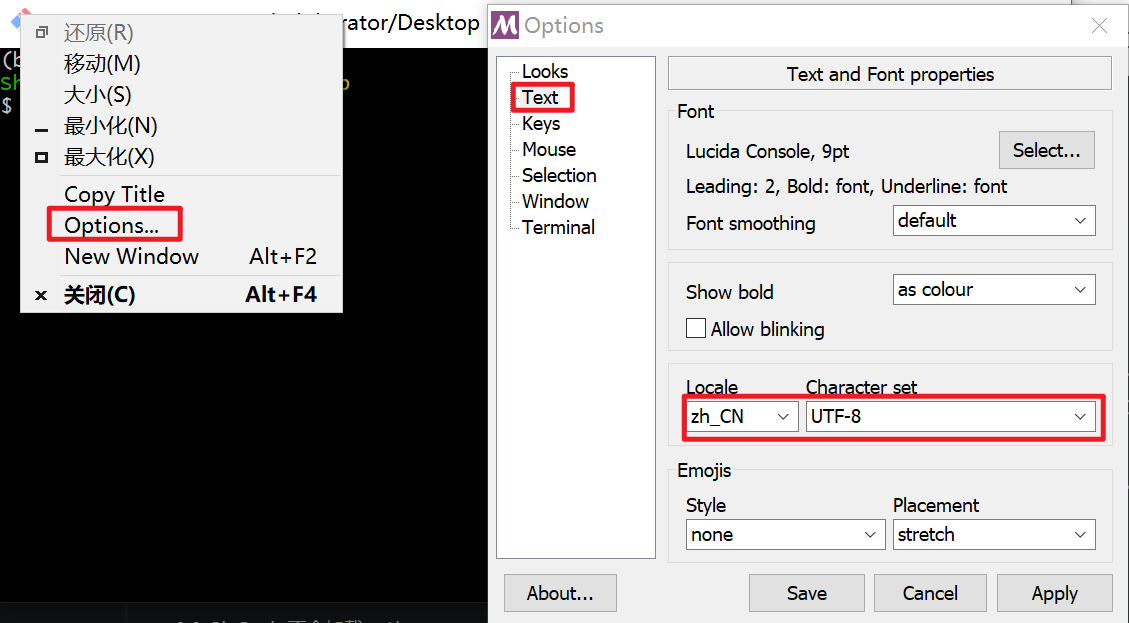 rator/Desktop
还原(R)
移动(M)
大小(S)
最小化(N)
最大化(X)
Copy Title
Options...
New Window Alt+F2
关闭(C) Alt+F4
$
Options
Looks
Text
Keys
Mouse
Selection
Window
Terminal
Text and Font properties
Font
Lucida Console, 9pt
Select...
Leading: 2, Bold: font, Underline: font
Font smoothing default
Show bold as colour
Allow blinking
Locale Character set
zh_CN UTF-8
Emojis
Style Placement
none stretch
About... Save Cancel Apply